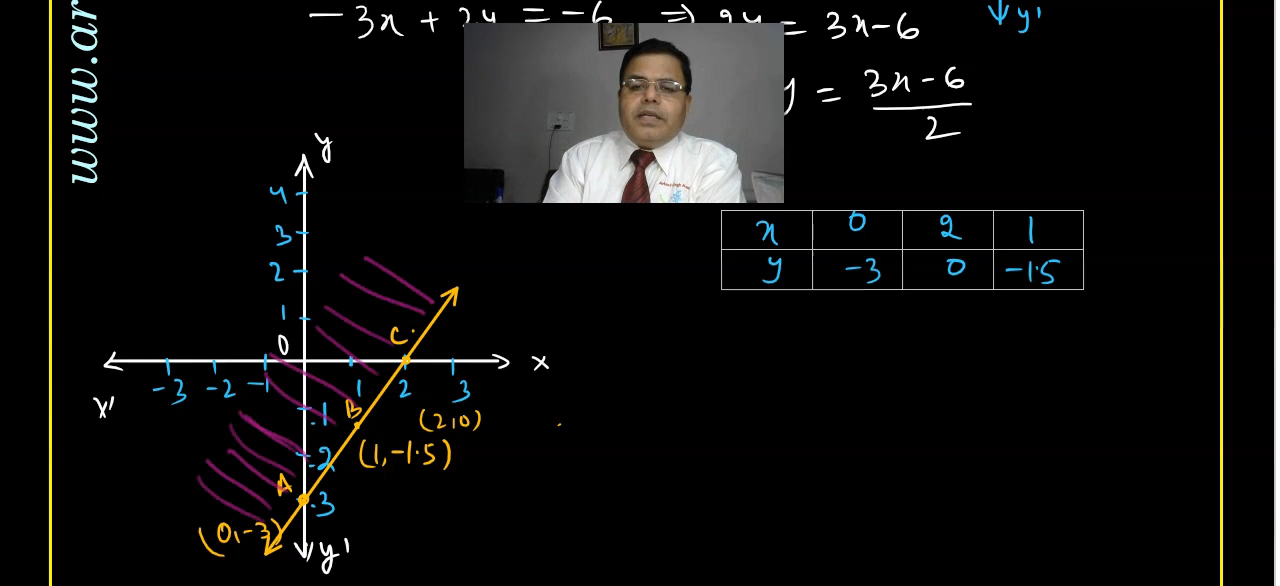 www.ar
- 3x + 2y = -6 ⇒ 2y = 3x-6
ψy'
y = 3x-6
2
y
4
3
2
1
0
x' -3 -2 -1 1 2 3 x
-1
-2
-3
y'
C
B
A
(2,0)
(1,-1.5)
(0,-3)
x 0 2 1
y -3 0 -1.5